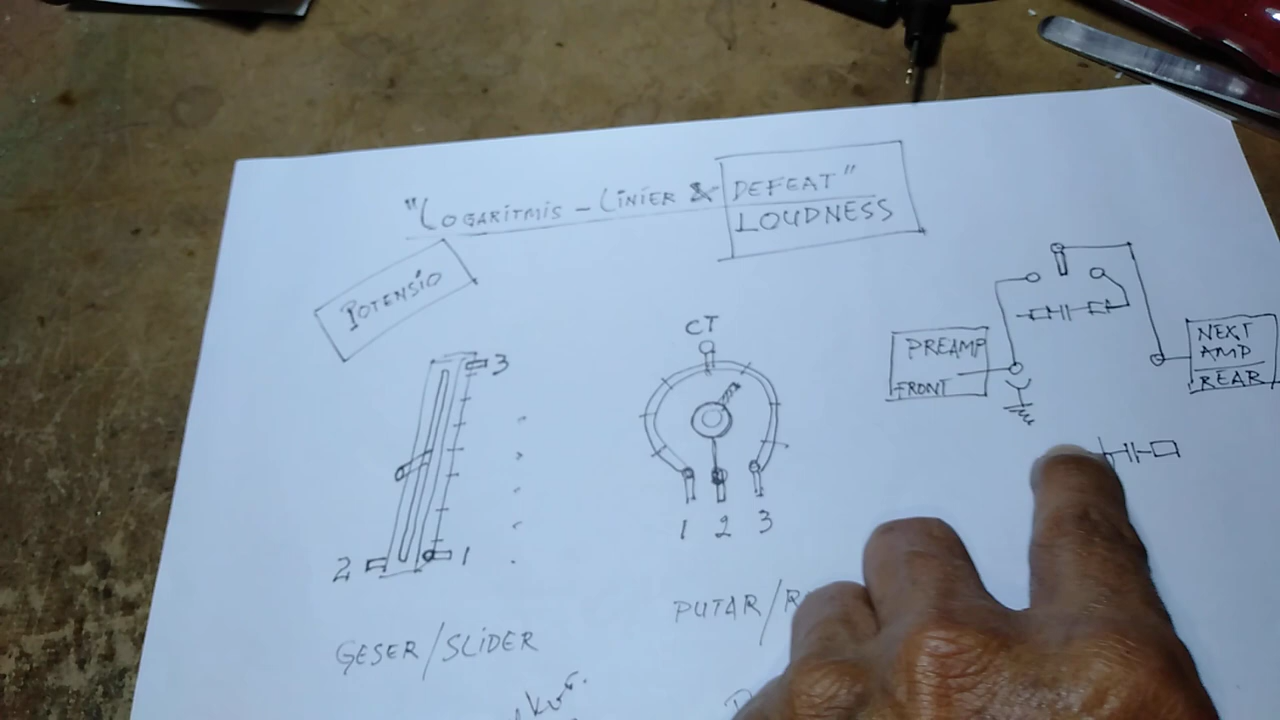 "LOGARITMIS - LINIER & DEFEAT"
LOUDNESS
POTENSIO
3
2
1
GESER/SLIDER
CT
1 2 3
PUTAR/R
PREAMP
FRONT
NEXT
AMP
REAR